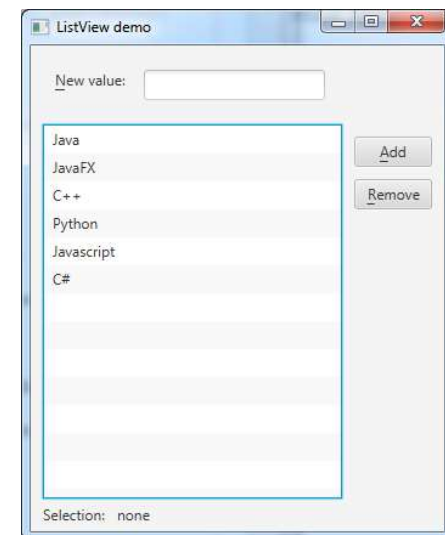 ListView demo
New value:
Java
JavaFX
C++
Python
Javascript
C#
Add
Remove
Selection: none